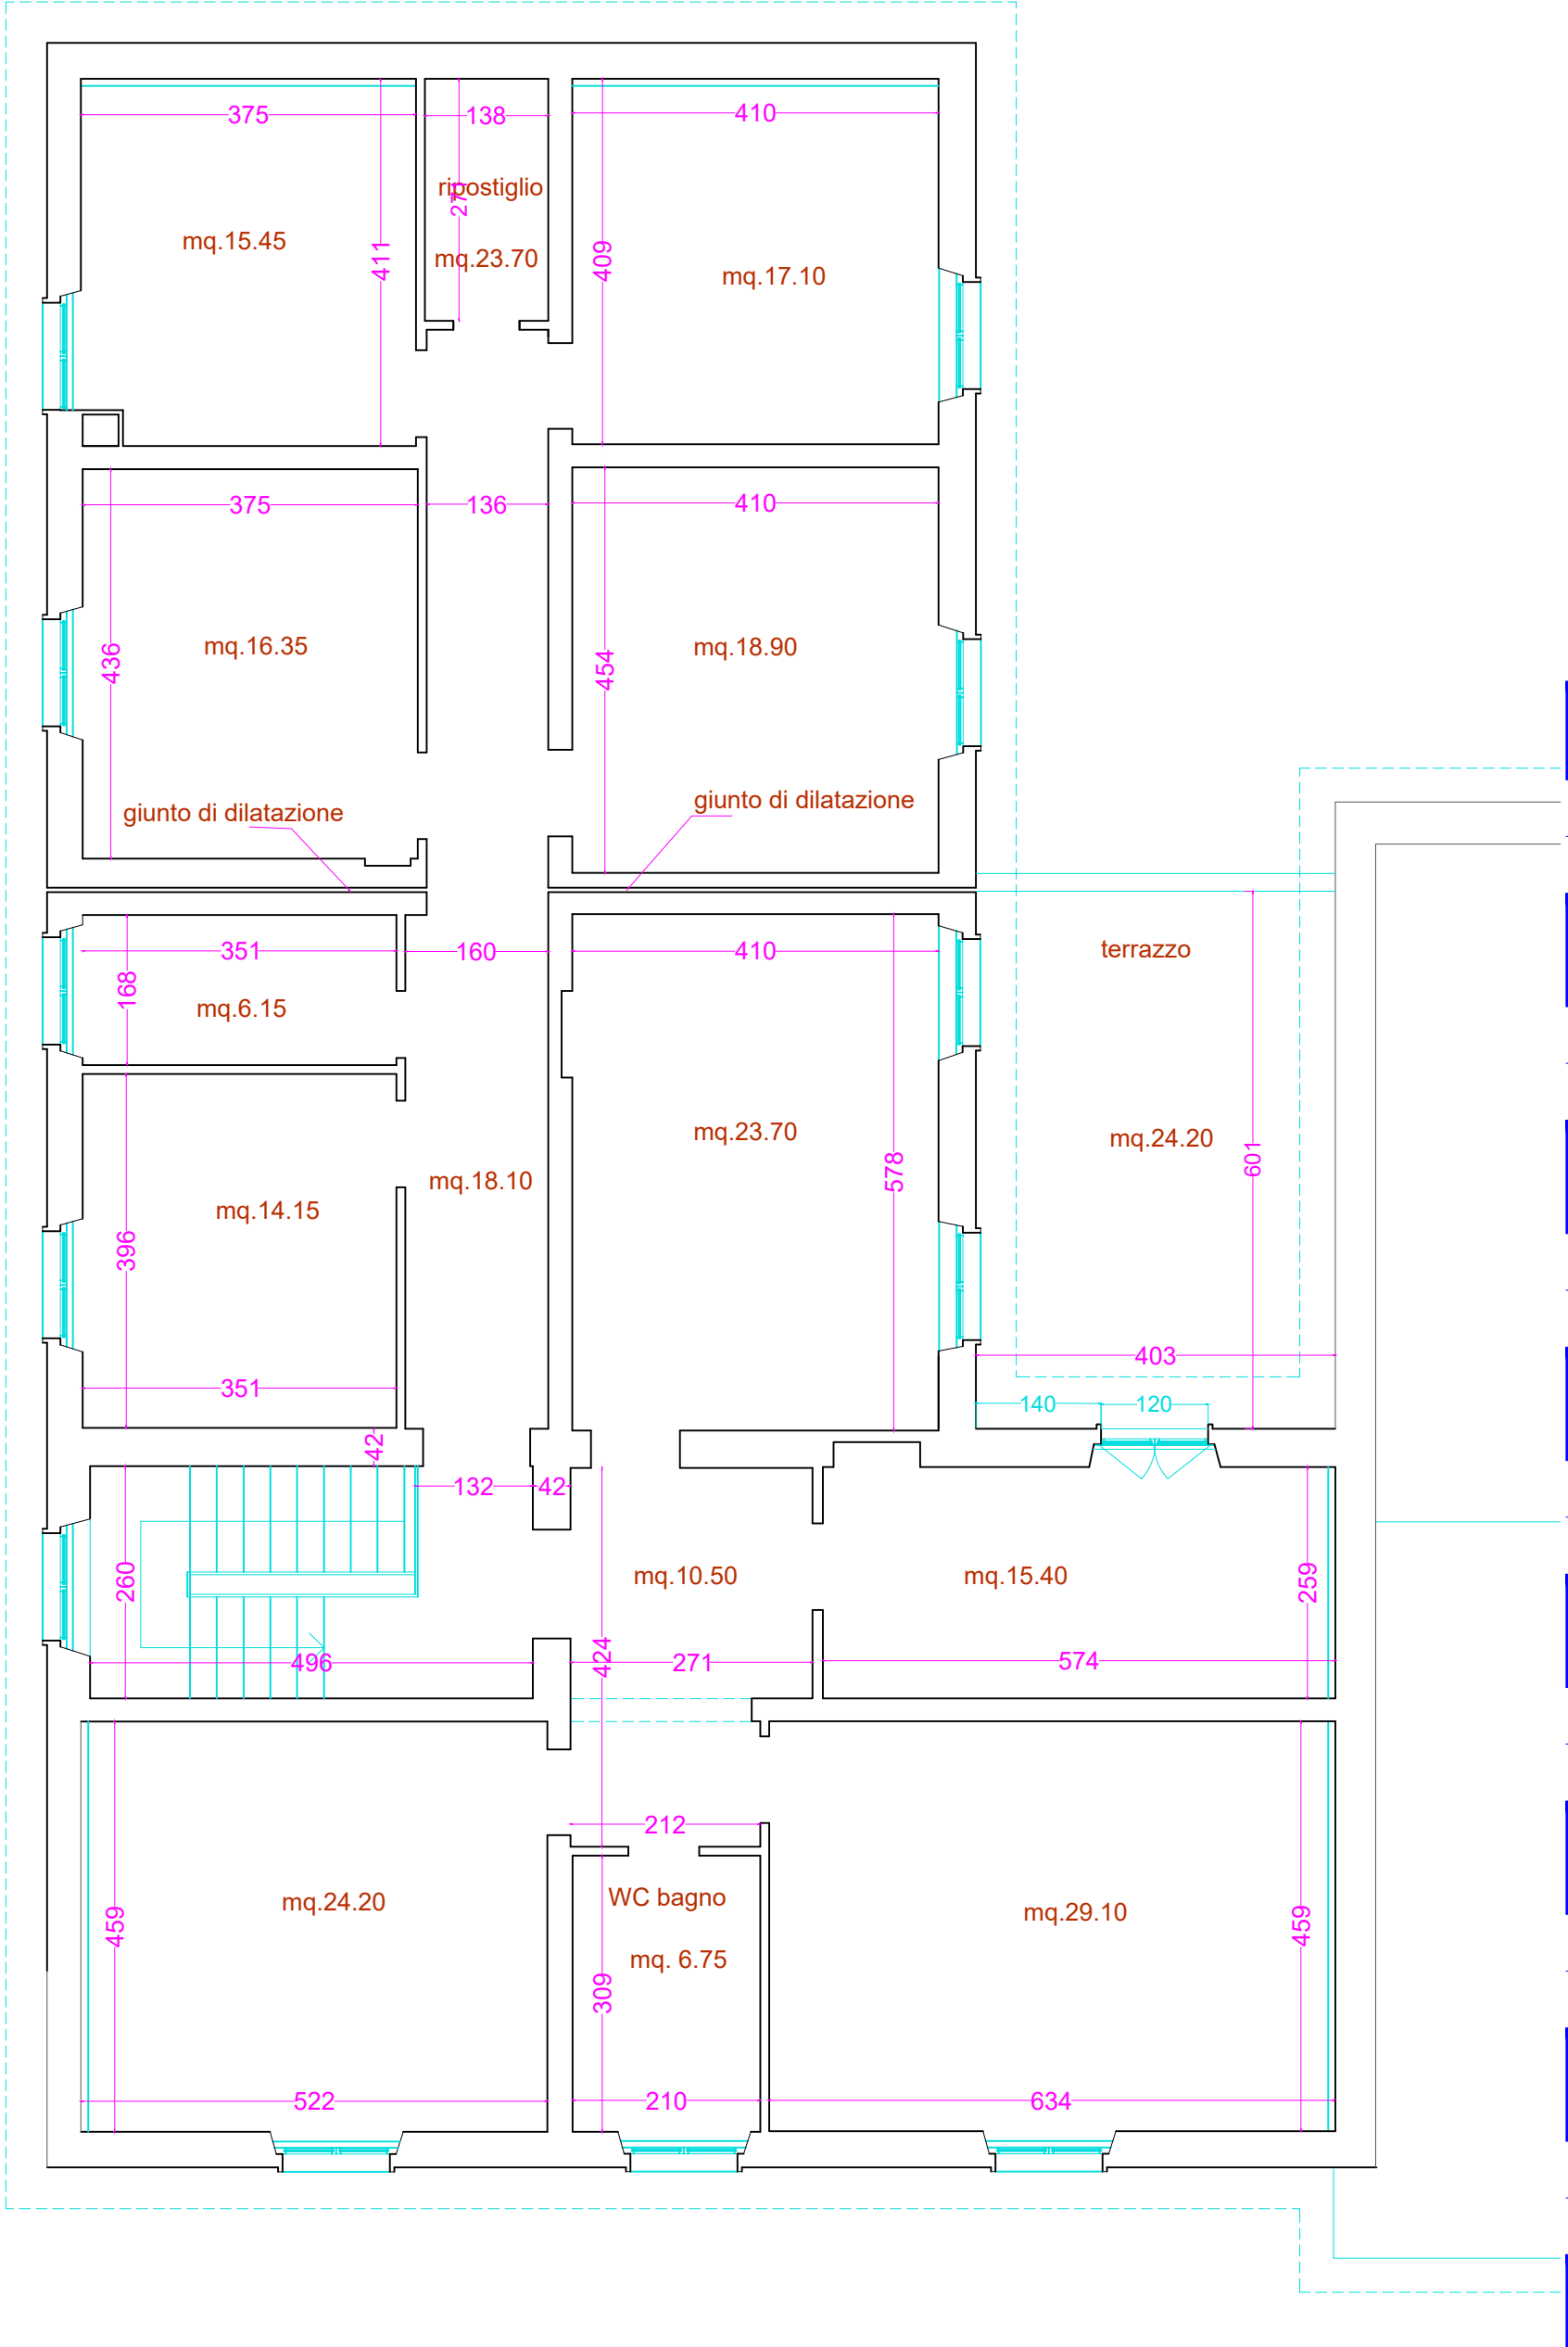 375
138
410
ripostiglio
271
mq.15.45
411
mq.23.70
409
mq.17.10
375
136
410
436
mq.16.35
454
mq.18.90
giunto di dilatazione
giunto di dilatazione
351
160
410
terrazzo
168
mq.6.15
mq.23.70
mq.24.20
601
578
mq.18.10
mq.14.15
396
403
351
140
120
42
132
42
260
mq.10.50
mq.15.40
259
496
424
271
574
212
mq.24.20
459
WC bagno
mq.29.10
459
mq. 6.75
309
522
210
634